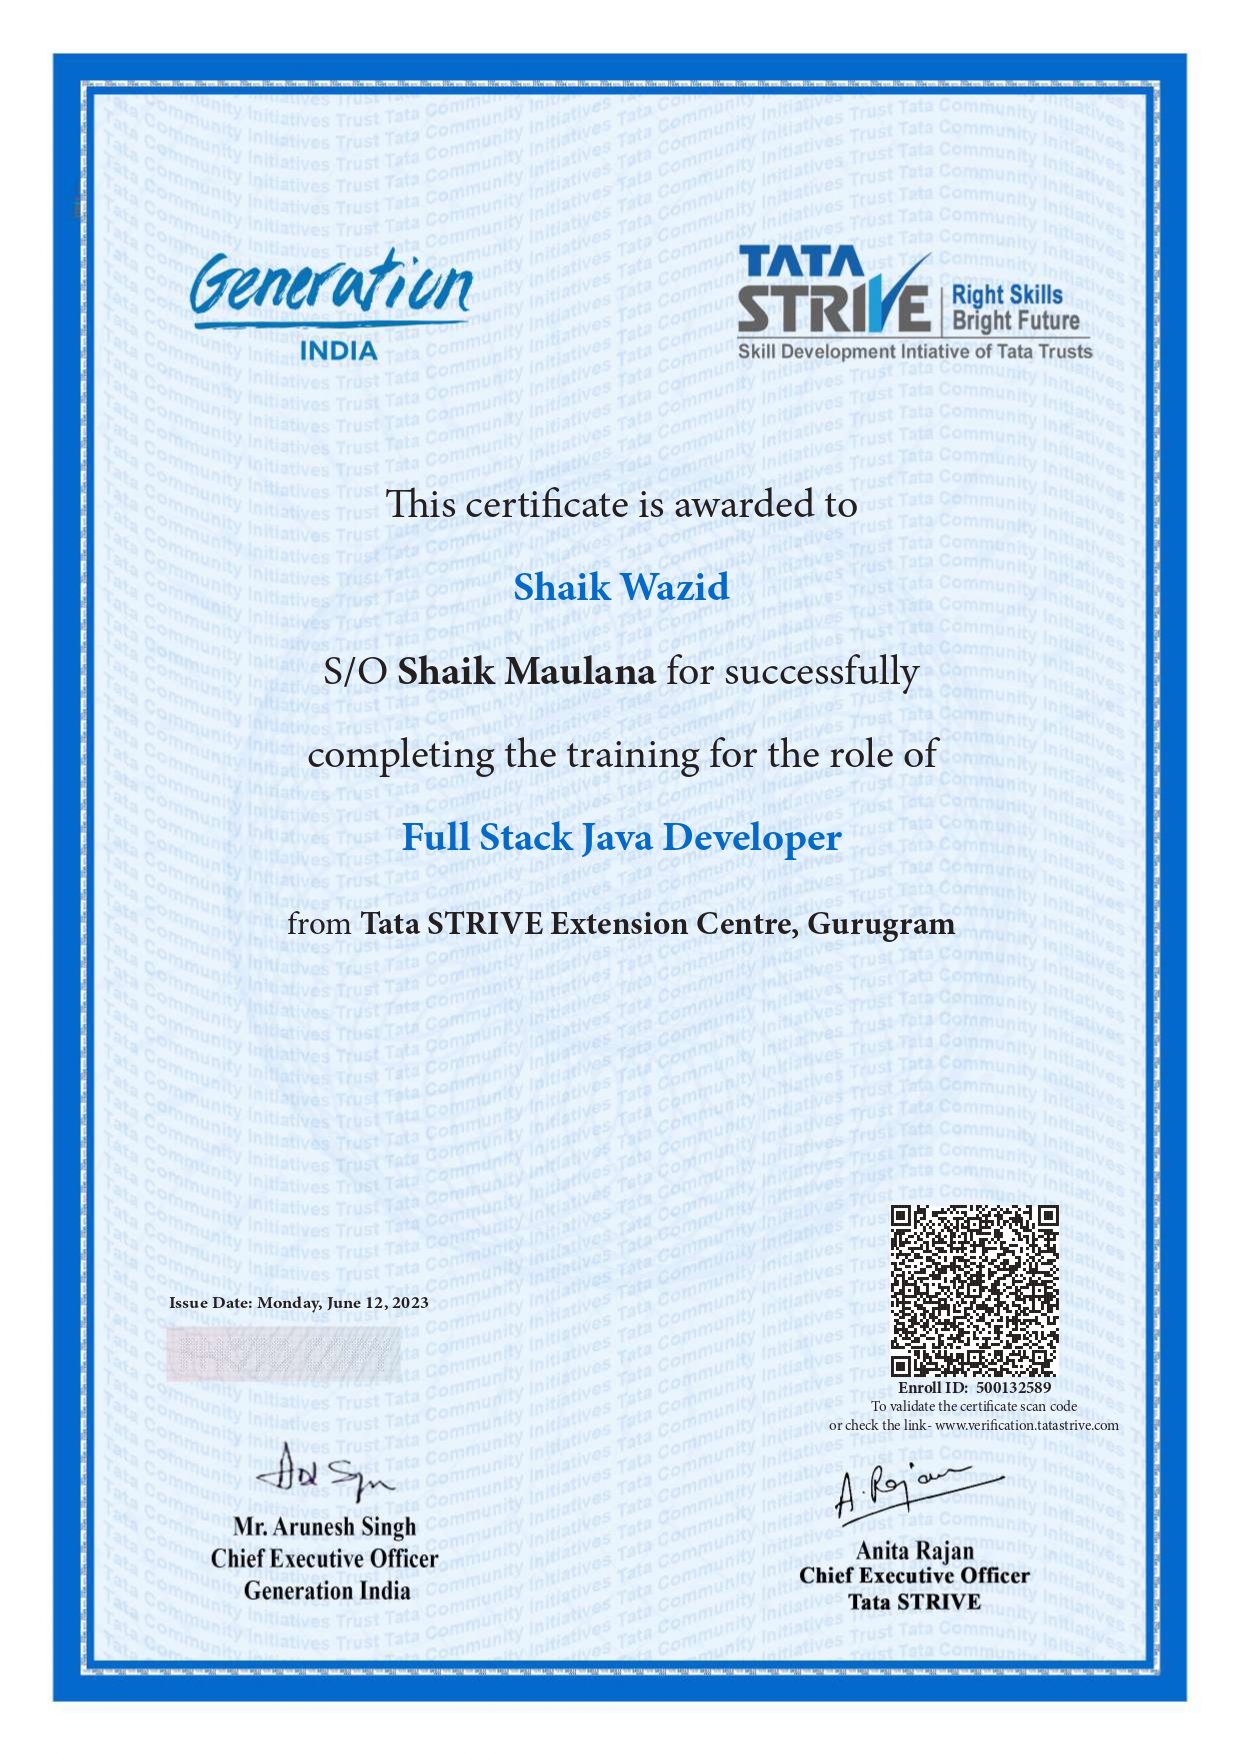 Generation
INDIA
TATA
STRIVE
Right Skills
Bright Future
Skill Development Intiative of Tata Trusts
This certificate is awarded to
Shaik Wazid
S/O Shaik Maulana for successfully
completing the training for the role of
Full Stack Java Developer
from Tata STRIVE Extension Centre, Gurugram
Issue Date: Monday, June 12, 2023
Enroll ID: 500132589
To validate the certificate scan code
or check the link- www.verification.tatastrive.com
A. Rajan
Mr. Arunesh Singh
Chief Executive Officer
Generation India
Anita Rajan
Chief Executive Officer
Tata STRIVE
Tata Community Initiatives Trust